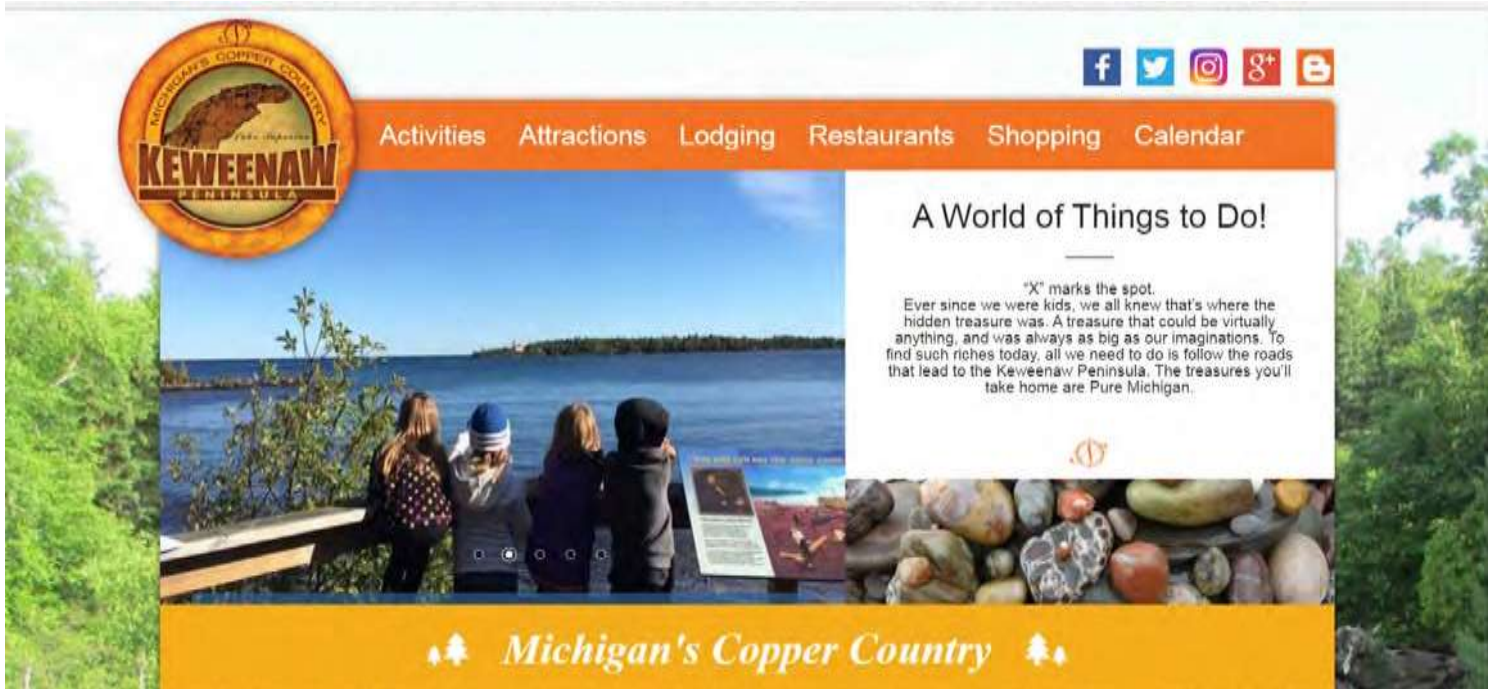 MICHIGAN'S COPPER COUNTRY
Lake Superior
KEWEENAW
PENINSULA
Activities Attractions Lodging Restaurants Shopping Calendar
A World of Things to Do!
"X" marks the spot.
Ever since we were kids, we all knew that's where the
hidden treasure was. A treasure that could be virtually
anything, and was always as big as our imaginations. To
find such riches today, all we need to do is follow the roads
that lead to the Keweenaw Peninsula. The treasures you'll
take home are Pure Michigan.
Michigan's Copper Country